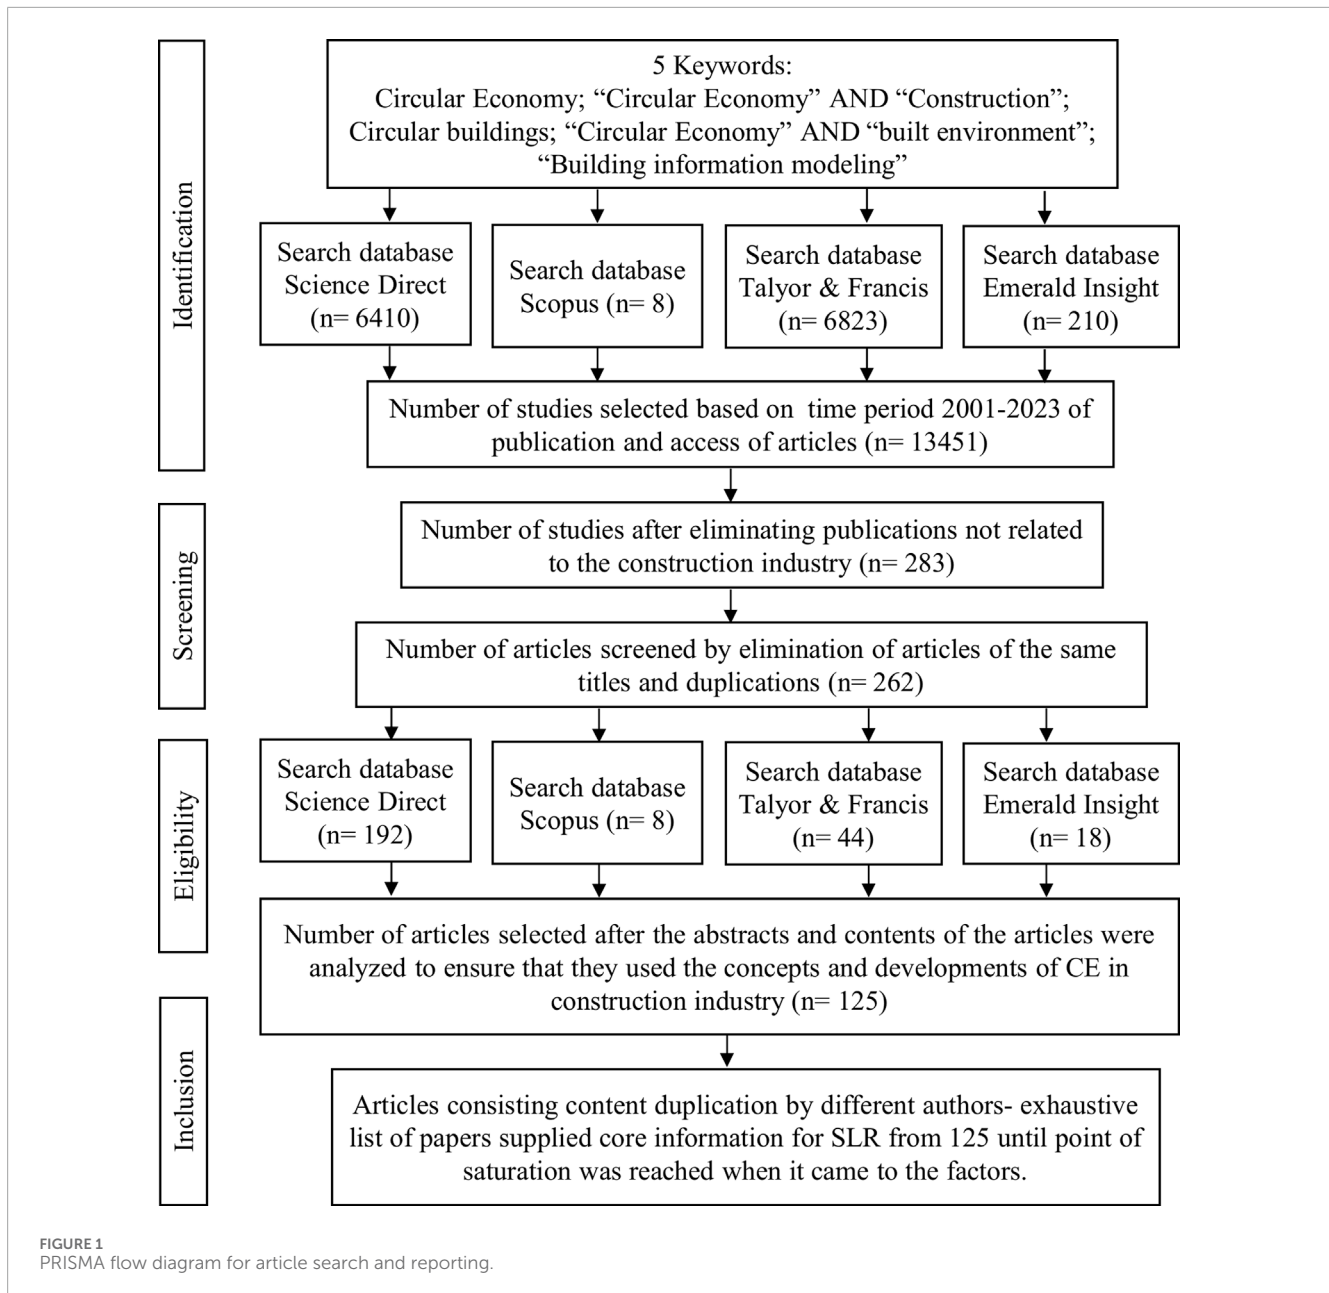 Identification
5 Keywords:
Circular Economy; “Circular Economy” AND “Construction”;
Circular buildings; “Circular Economy” AND “built environment”;
“Building information modeling”
Search database
Science Direct
(n= 6410)
Search database
Scopus (n= 8)
Search database
Talyor & Francis
(n= 6823)
Search database
Emerald Insight
(n= 210)
Number of studies selected based on time period 2001-2023 of
publication and access of articles (n= 13451)
Screening
Number of studies after eliminating publications not related
to the construction industry (n= 283)
Number of articles screened by elimination of articles of the same
titles and duplications (n= 262)
Eligibility
Search database
Science Direct
(n= 192)
Search database
Scopus (n= 8)
Search database
Talyor & Francis
(n= 44)
Search database
Emerald Insight
(n= 18)
Number of articles selected after the abstracts and contents of the articles were
analyzed to ensure that they used the concepts and developments of CE in
construction industry (n= 125)
Inclusion
Articles consisting content duplication by different authors- exhaustive
list of papers supplied core information for SLR from 125 until point of
saturation was reached when it came to the factors.
FIGURE 1
PRISMA flow diagram for article search and reporting.